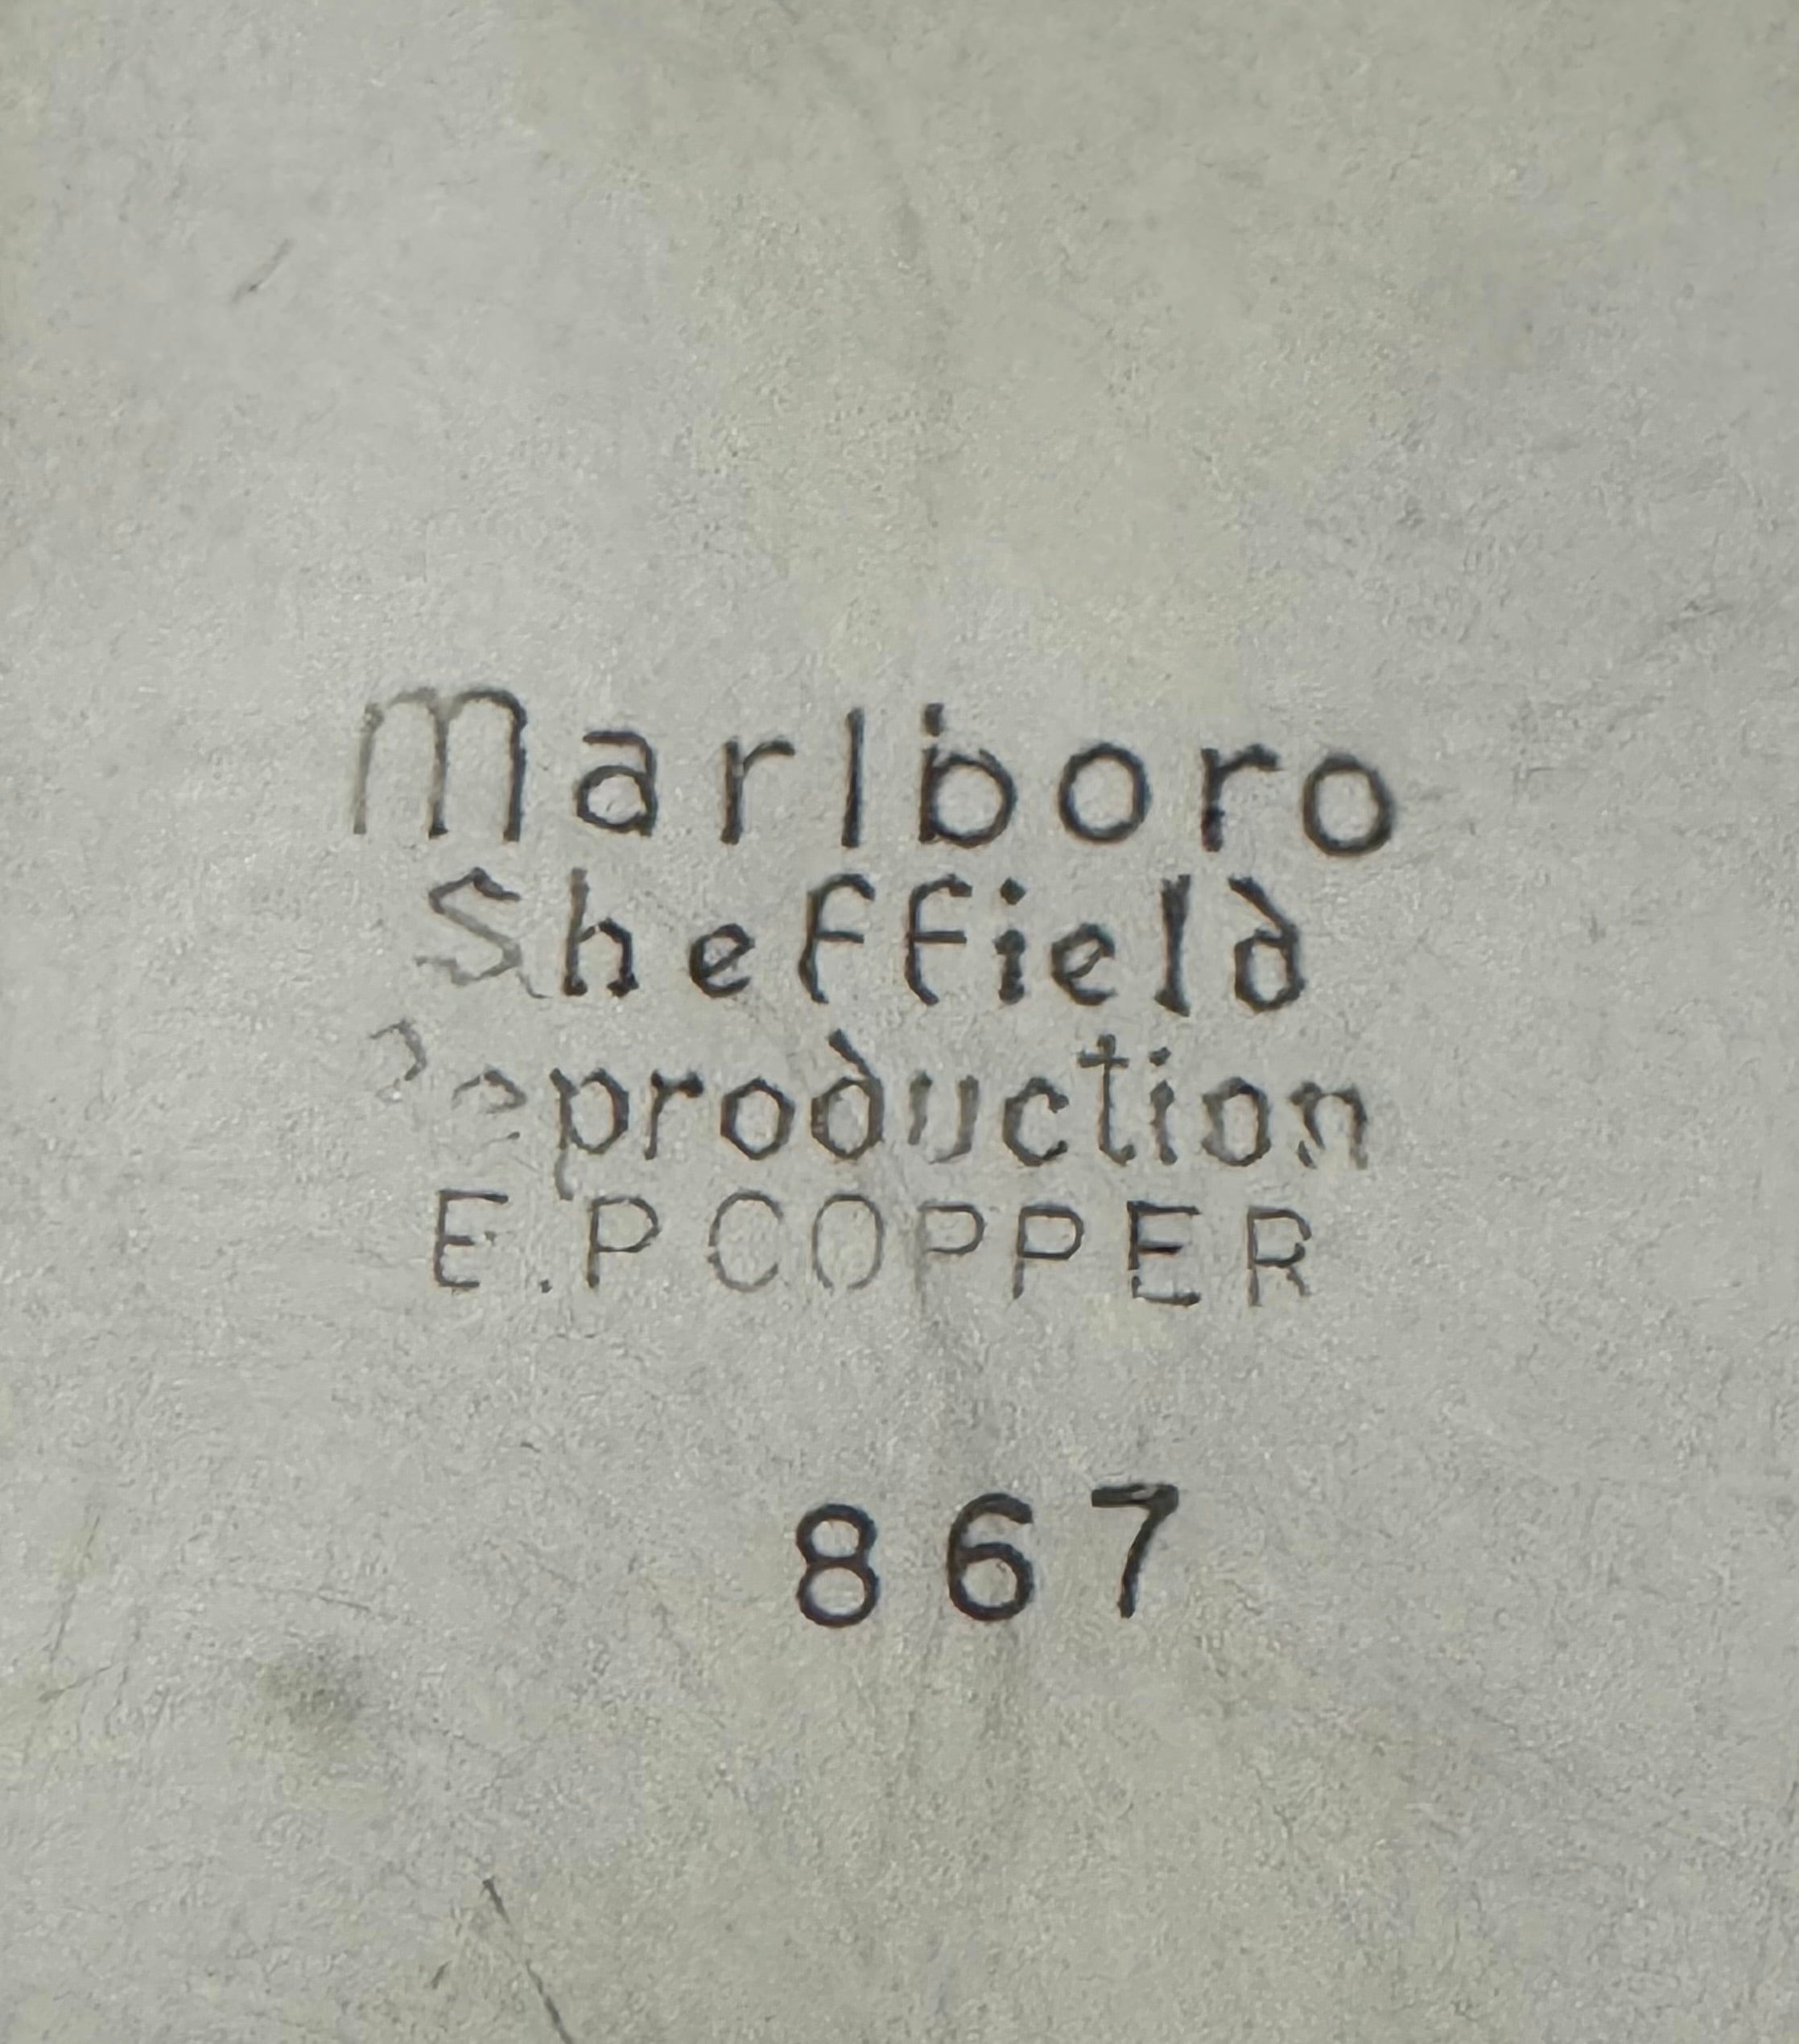 Marlboro
Sheffield
Reproduction
E.P COPPER
867